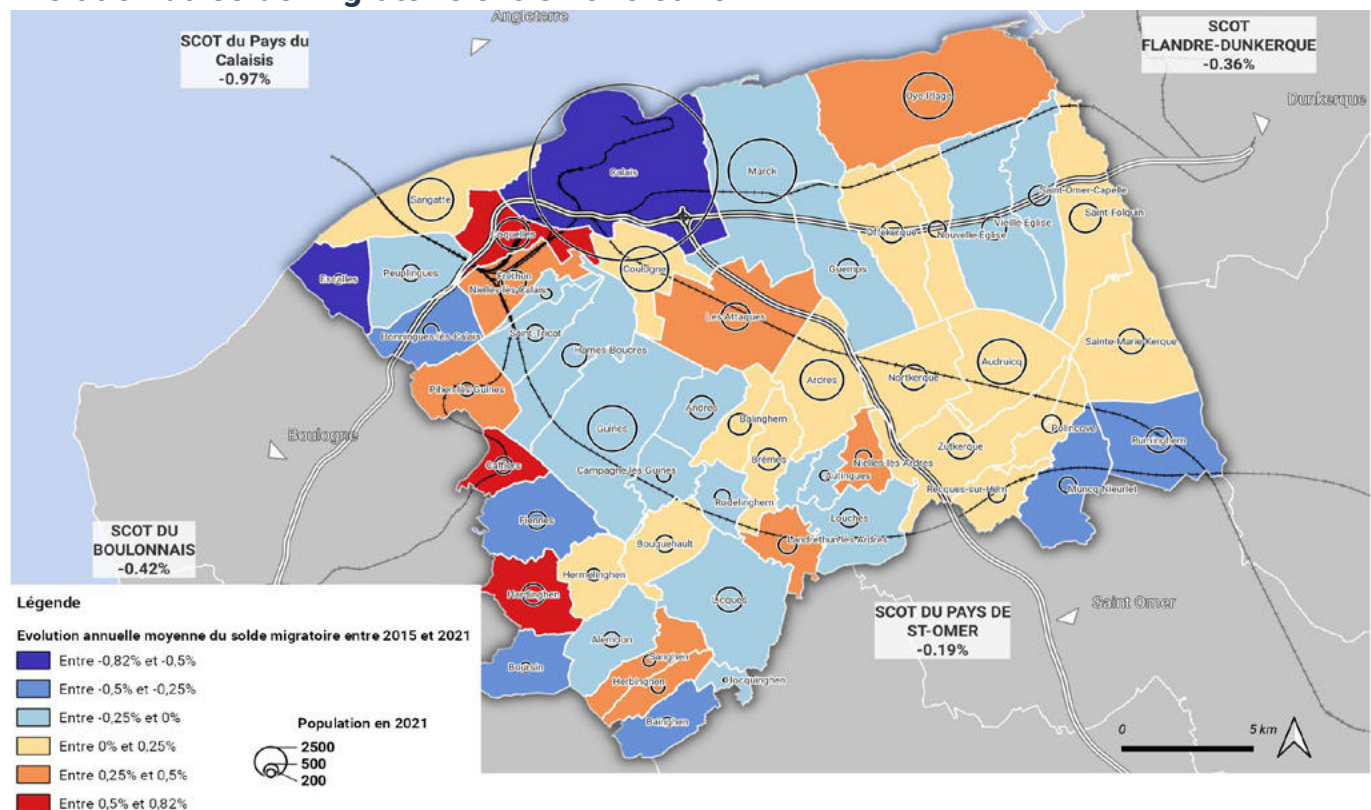 Angleterre
SCOT du Pays du
Calaisis
-0.97%
SCOT
FLANDRE-DUNKERQUE
-0.36%
Dunkerque
Oye-Plage
Calais
Marck
Sangatte
Saint-Omer-Capelle
Saint-Folquin
Coquelles
Offekerque
Nouvelle-Église
Vieille-Église
Escalles
Peuplingues
Fréthun
Nielles-lès-Calais
Coulogne
Guemps
Bonningues-lès-Calais
Saint-Tricot
Les Attaques
Hames-Boucres
Sainte-Marie-Kerque
Audruicq
Pihen-lès-Guînes
Ardres
Nortkerque
Andres
Guînes
Balinghem
Polincove
Boulogne
Zutkerque
Ruminghem
Caffiers
Campagne-lès-Guînes
Brêmes
Nielles-lès-Ardres
Autingues
Recques-sur-Hem
Muncq-Nieurlet
Rodelinghem
Fiennes
Louches
SCOT DU
BOULONNAIS
-0.42%
Bouquehault
Landrethun-lès-Ardres
Hermelinghen
Hardinghen
Licques
SCOT DU PAYS DE
ST-OMER
-0.19%
Saint Omer
Alembon
Sanghen
Boursin
Herbinghen
Hocquinghen
Bainghen
Légende
Evolution annuelle moyenne du solde migratoire entre 2015 et 2021
Entre -0,82% et -0,5%
Entre -0,5% et -0,25%
Entre -0,25% et 0%
Entre 0% et 0,25%
Entre 0,25% et 0,5%
Entre 0,5% et 0,82%
Population en 2021
2500
500
200
0
5 km